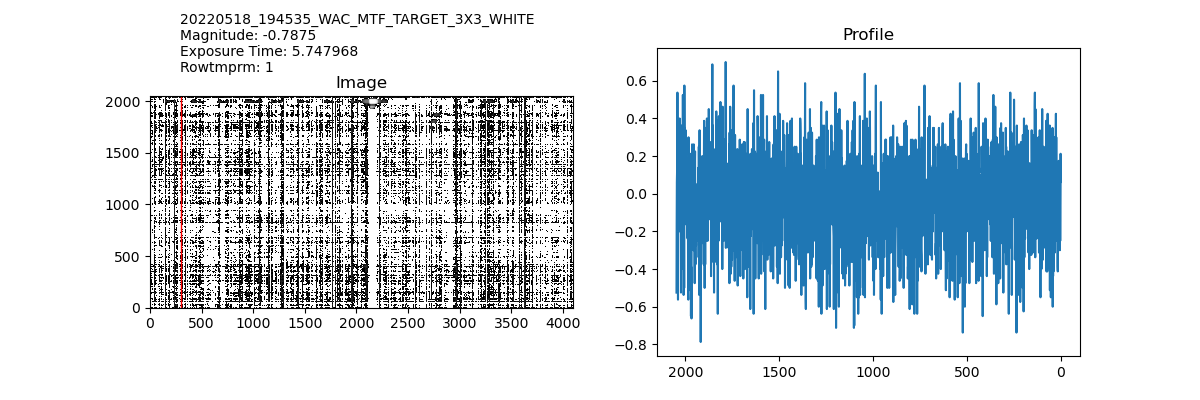 20220518_194535_WAC_MTF_TARGET_3X3_WHITE
Magnitude: -0.7875
Exposure Time: 5.747968
Rowtmprm: 1
Image
2000
1500
1000
500
0
0 500 1000 1500 2000 2500 3000 3500 4000
Profile
0.6
0.4
0.2
0.0
−0.2
−0.4
−0.6
−0.8
2000 1500 1000 500 0